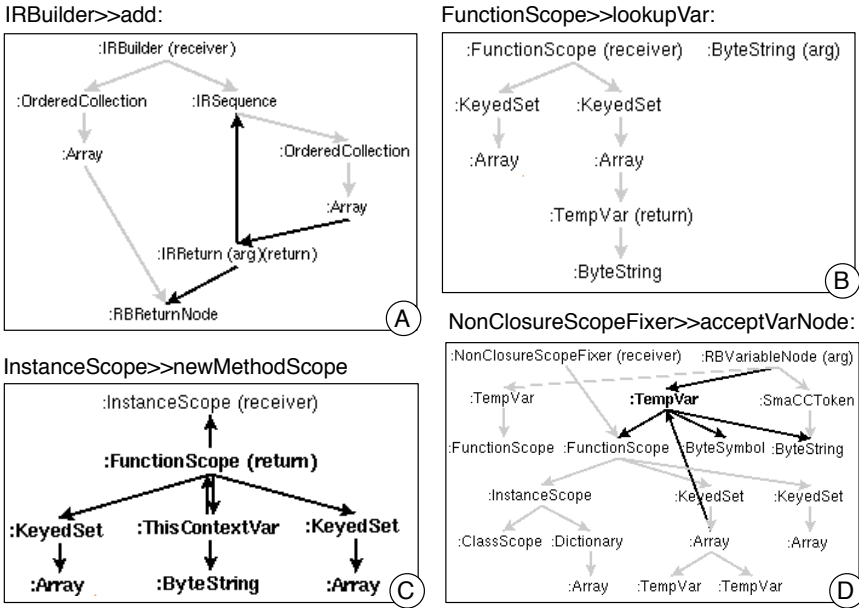 IRBuilder>>add:
:IRBuilder (receiver)
:OrderedCollection :IRSequence
:Array :OrderedCollection
:Array
:IRReturn (arg)(return)
:RBReturnNode
A
FunctionScope>>lookupVar:
:FunctionScope (receiver) :ByteString (arg)
:KeyedSet :KeyedSet
:Array :Array
:TempVar (return)
:ByteString
B
InstanceScope>>newMethodScope
:InstanceScope (receiver)
:FunctionScope (return)
:KeyedSet :ThisContextVar :KeyedSet
:Array :ByteString :Array
C
NonClosureScopeFixer>>acceptVarNode:
:NonClosureScopeFixer (receiver) :RBVariableNode (arg)
:TempVar :TempVar :SmaCCToken
:FunctionScope :FunctionScope :ByteSymbol :ByteString
:InstanceScope :KeyedSet :KeyedSet
:ClassScope :Dictionary :Array :Array
:Array :TempVar :TempVar
D